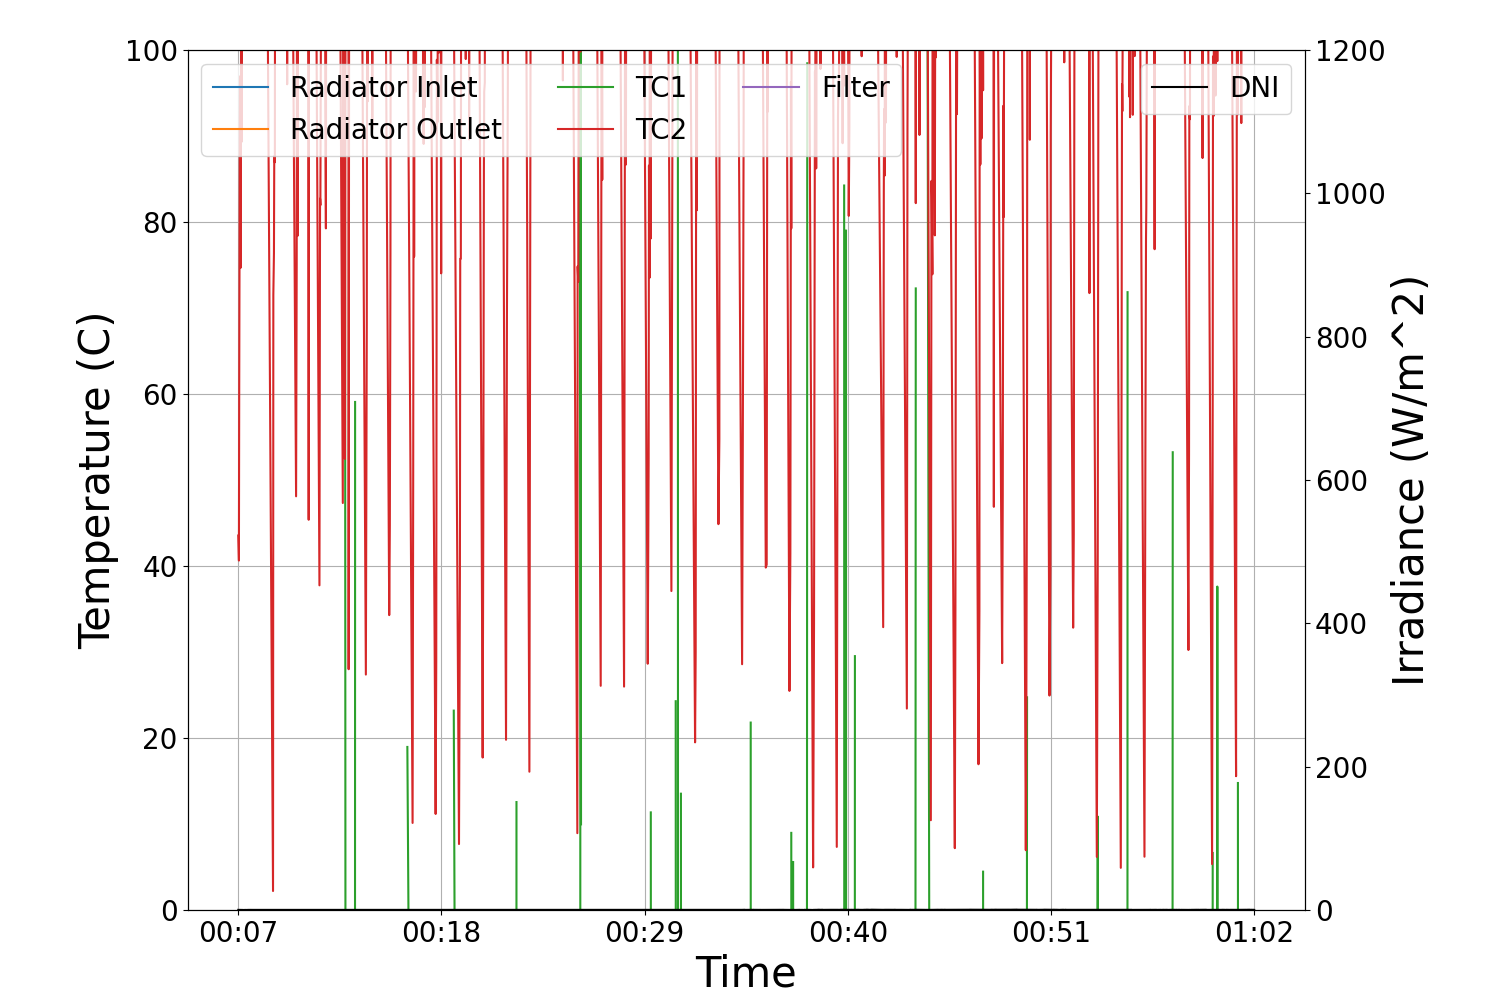 100
80
60
40
20
0
Temperature (C)
Radiator Inlet
Radiator Outlet
TC1
TC2
Filter
DNI
1200
1000
800
600
400
200
0
Irradiance (W/m^2)
00:07 00:18 00:29 00:40 00:51 01:02
Time